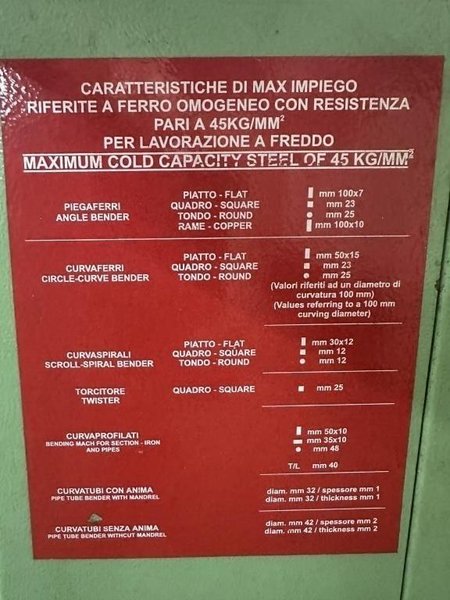 CARATTERISTICHE DI MAX IMPIEGO
RIFERITE A FERRO OMOGENEO CON RESISTENZA
PARI A 45KG/MM²
PER LAVORAZIONE A FREDDO
MAXIMUM COLD CAPACITY STEEL OF 45 KG/MM²
PIEGAFERRI
ANGLE BENDER
PIATTO - FLAT mm 100x7
QUADRO - SQUARE mm 23
TONDO - ROUND mm 25
RAME - COPPER mm 100x10
CURVAFERRI
CIRCLE-CURVE BENDER
PIATTO - FLAT mm 50x15
QUADRO - SQUARE mm 23
TONDO - ROUND mm 25
(Valori riferiti ad un diametro di
curvatura 100 mm)
(Values referring to a 100 mm
curving diameter)
CURVASPIRALI
SCROLL-SPIRAL BENDER
PIATTO - FLAT mm 30x12
QUADRO - SQUARE mm 12
TONDO - ROUND mm 12
TORCITORE
TWISTER
QUADRO - SQUARE mm 25
CURVAPROFILATI
BENDING MACH FOR SECTION - IRON
AND PIPES
mm 50x10
mm 35x10
mm 48
T/L mm 40
CURVATUBI CON ANIMA
PIPE TUBE BENDER WITH MANDREL
diam. mm 32 / spessore mm 1
diam. mm 32 / thickness mm 1
CURVATUBI SENZA ANIMA
PIPE TUBE BENDER WITHCUT MANDREL
diam. mm 42 / spessore mm 2
diam. mm 42 / thickness mm 2